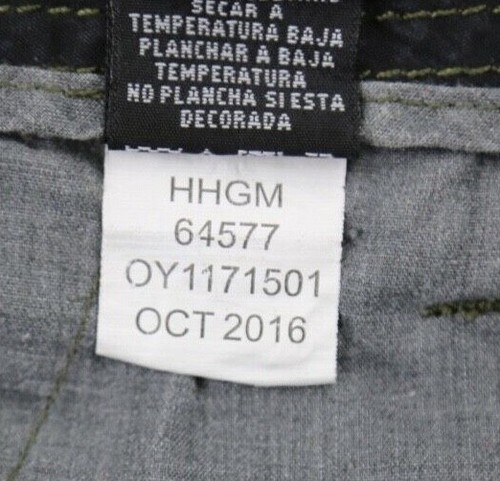 SECAR A
TEMPERATURA BAJA
PLANCHAR A BAJA
TEMPERATURA
NO PLANCHA SI ESTA
DECORADA
HHGM
64577
OY1171501
OCT 2016